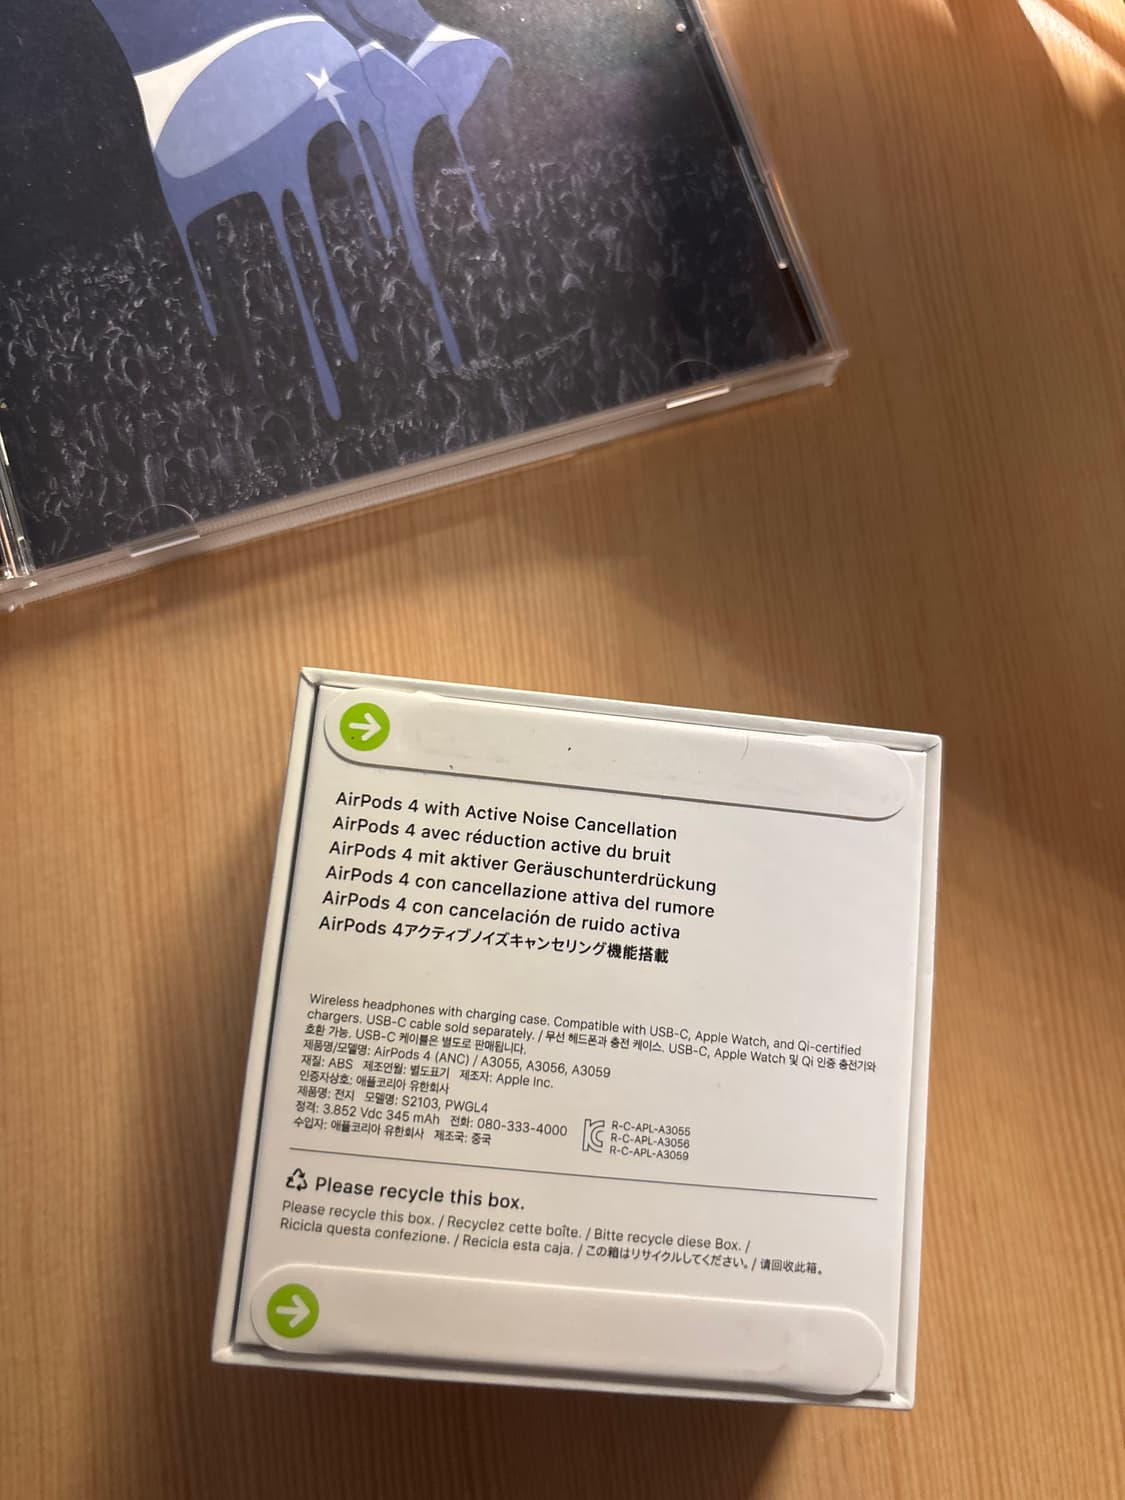 AirPods 4 with Active Noise Cancellation
AirPods 4 avec réduction active du bruit
AirPods 4 mit aktiver Geräuschunterdrückung
AirPods 4 con cancellazione attiva del rumore
AirPods 4 con cancelación de ruido activa
AirPods 4アクティブノイズキャンセリング機能搭載
Wireless headphones with charging case. Compatible with USB-C, Apple Watch, and Qi-certified
chargers. USB-C cable sold separately. / 무선 헤드폰과 충전 케이스. USB-C, Apple Watch 및 Qi 인증 충전기와
호환 가능. USB-C 케이블은 별도로 판매됩니다.
제품명/모델명: AirPods 4 (ANC) / A3055, A3056, A3059
재질: ABS 제조연월: 별도표기 제조자: Apple Inc.
인증자상호: 애플코리아 유한회사
제품명: 전지 모델명: S2103, PWGL4
정격: 3.852 Vdc 345 mAh 전화: 080-333-4000
수입자: 애플코리아 유한회사 제조국: 중국
R-C-APL-A3055
R-C-APL-A3056
R-C-APL-A3059
Please recycle this box.
Please recycle this box. / Recyclez cette boîte. / Bitte recycle diese Box. /
Ricicla questa confezione. / Recicla esta caja. / この箱はリサイクルしてください。/ 请回收此箱。